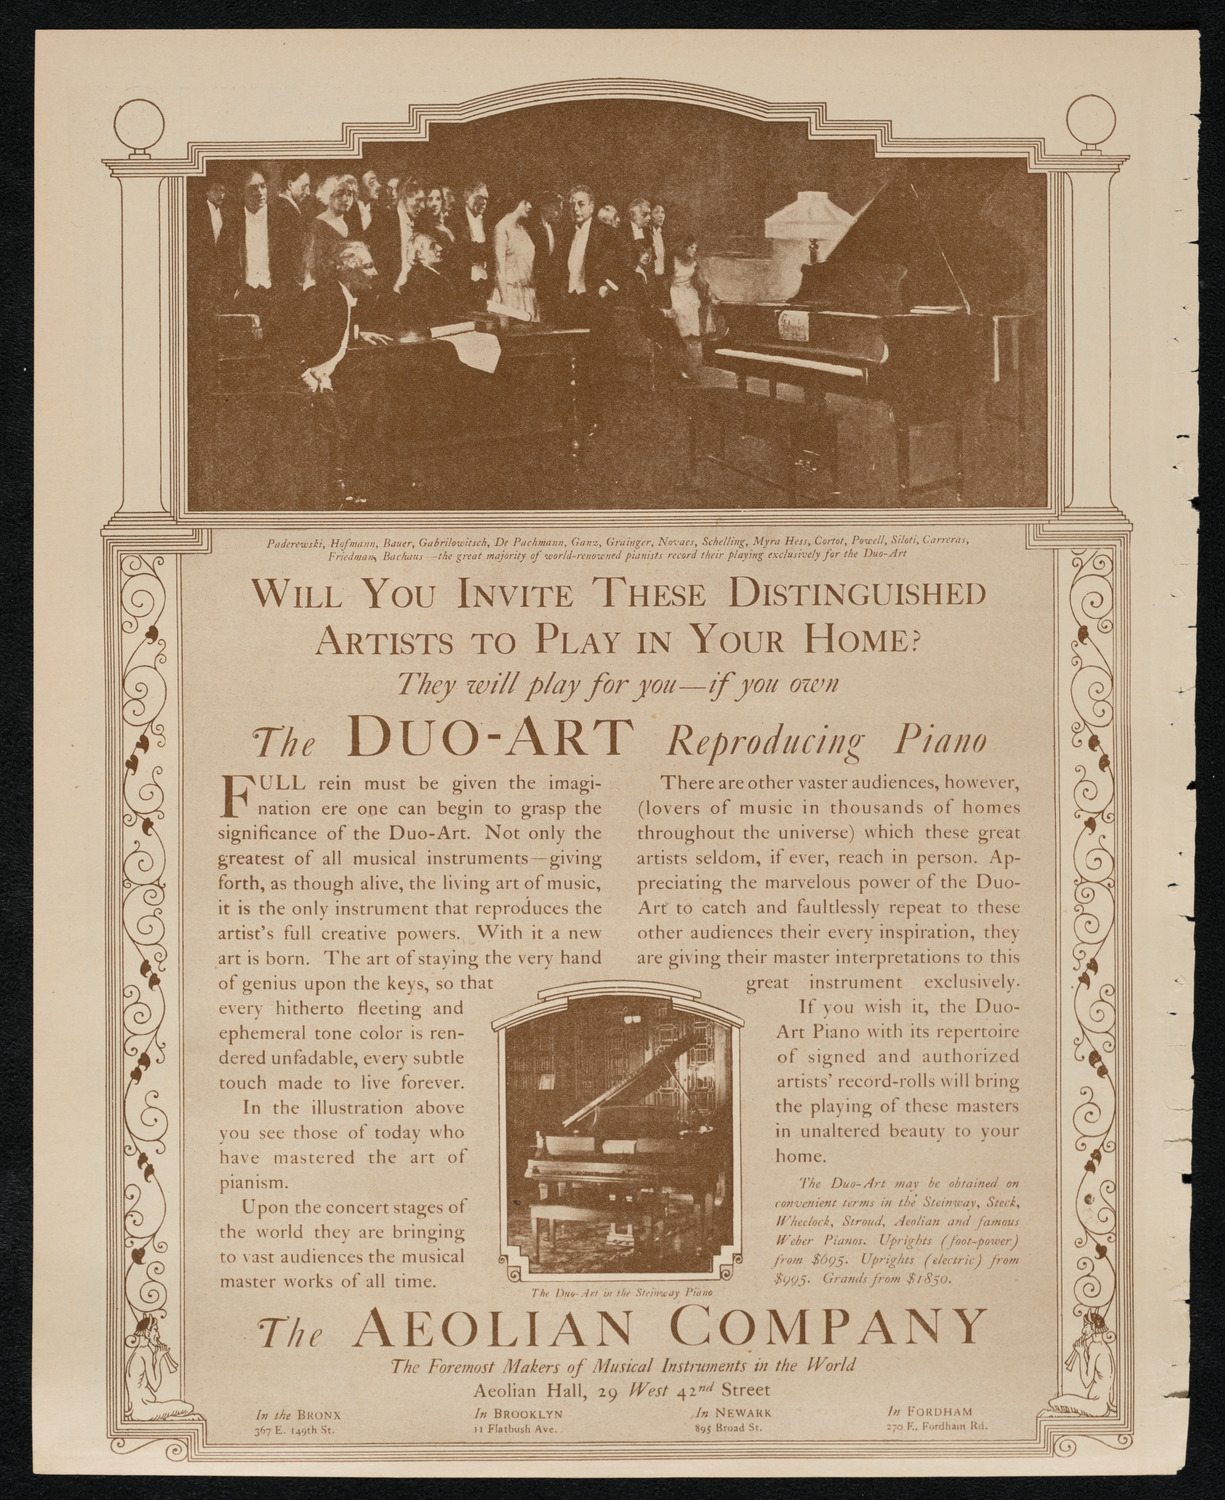 Paderewski, Hofmann, Bauer, Gabrilowitsch, De Pachmann, Ganz, Grainger, Novaes, Schelling, Myra Hess, Cortot, Powell, Siloti, Carreras,
Friedman, Bachaus—the great majority of world-renowned pianists record their playing exclusively for the Duo-Art
WILL YOU INVITE THESE DISTINGUISHED
ARTISTS TO PLAY IN YOUR HOME?
They will play for you—if you own
The DUO-ART Reproducing Piano
FULL rein must be given the imagi-
nation ere one can begin to grasp the
significance of the Duo-Art. Not only the
greatest of all musical instruments—giving
forth, as though alive, the living art of music,
it is the only instrument that reproduces the
artist's full creative powers. With it a new
art is born. The art of staying the very hand
of genius upon the keys, so that
every hitherto fleeting and
ephemeral tone color is ren-
dered unfadable, every subtle
touch made to live forever.
In the illustration above
you see those of today who
have mastered the art of
pianism.
Upon the concert stages of
the world they are bringing
to vast audiences the musical
master works of all time.
There are other vaster audiences, however,
(lovers of music in thousands of homes
throughout the universe) which these great
artists seldom, if ever, reach in person. Ap-
preciating the marvelous power of the Duo-
Art to catch and faultlessly repeat to these
other audiences their every inspiration, they
are giving their master interpretations to this
great instrument exclusively.
If you wish it, the Duo-
Art Piano with its repertoire
of signed and authorized
artists' record-rolls will bring
the playing of these masters
in unaltered beauty to your
home.
The Duo-Art may be obtained on
convenient terms in the Steinway, Steck,
Wheelock, Stroud, Aeolian and famous
Weber Pianos. Uprights (foot-power)
from $695. Uprights (electric) from
$995. Grands from $1850.
The Duo-Art in the Steinway Piano
The AEOLIAN COMPANY
The Foremost Makers of Musical Instruments in the World
Aeolian Hall, 29 West 42nd Street
In the BRONX
367 E. 149th St.
In BROOKLYN
11 Flatbush Ave.
In NEWARK
895 Broad St.
In FORDHAM
270 E. Fordham Rd.